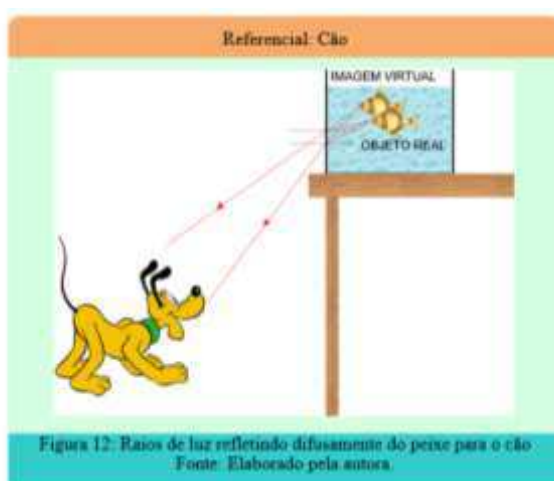 Referencial: Cão
IMAGEM VIRTUAL
OBJETO REAL
Figura 12: Raios de luz refletindo difusamente do peixe para o cão
Fonte: Elaborado pela autora.